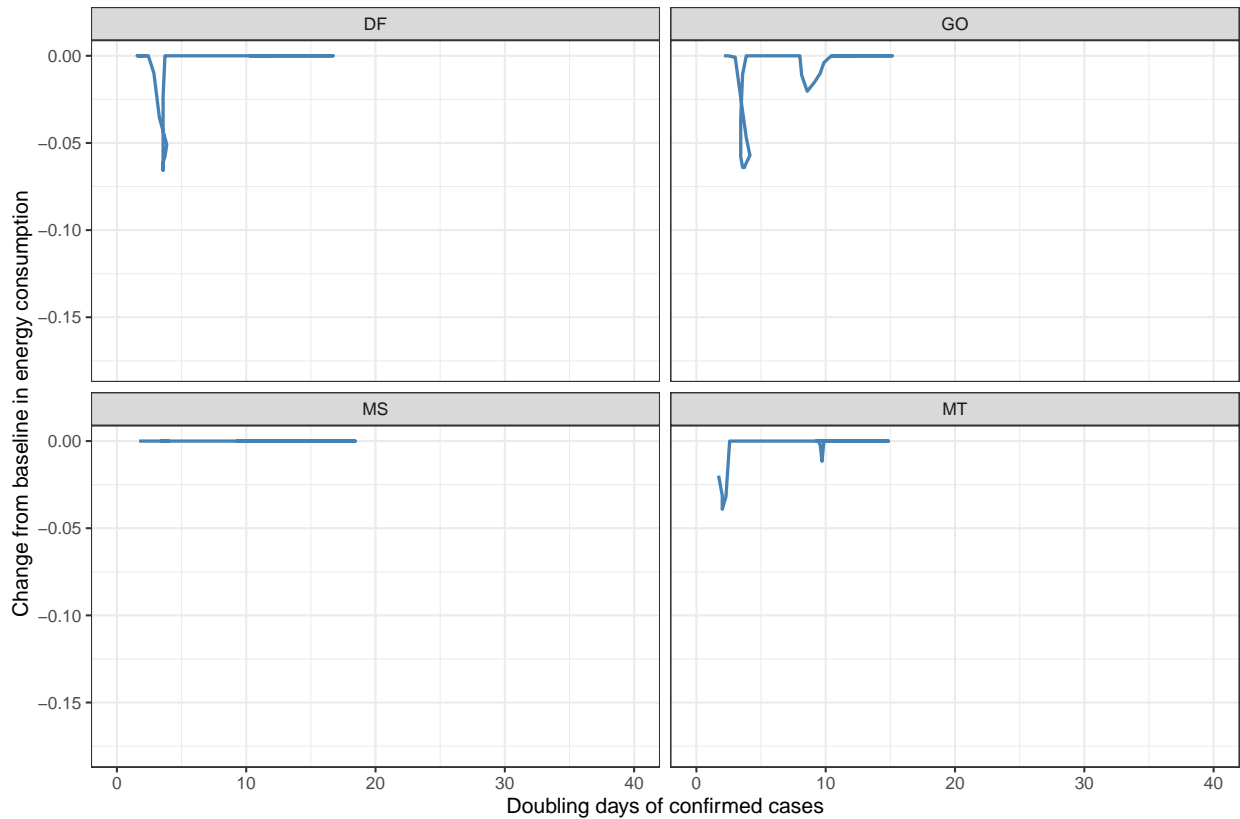 DF
GO
0.00
−0.05
−0.10
−0.15
MS
MT
0.00
−0.05
−0.10
−0.15
0 10 20 30 40
0 10 20 30 40
Doubling days of confirmed cases
Change from baseline in energy consumption